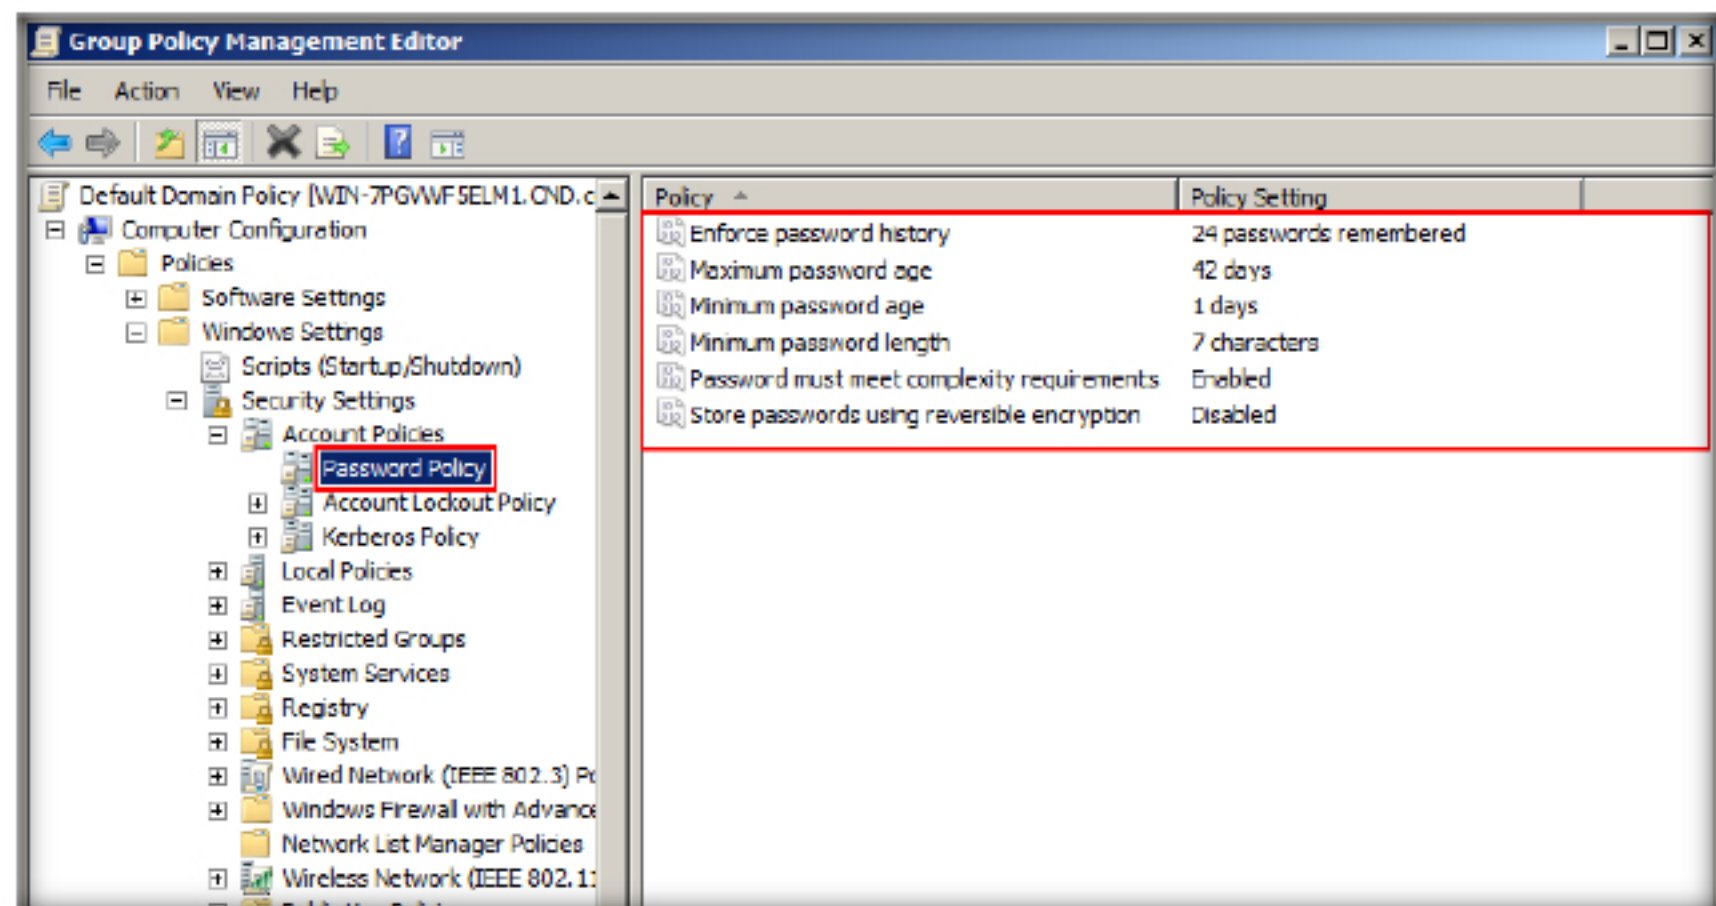 Group Policy Management Editor
File Action View Help
Default Domain Policy [WIN-7PGVWF5ELM1.CND.c
Computer Configuration
Policies
Software Settings
Windows Settings
Scripts (Startup/Shutdown)
Security Settings
Account Policies
Password Policy
Account Lockout Policy
Kerberos Policy
Local Policies
Event Log
Restricted Groups
System Services
Registry
File System
Wired Network (IEEE 802.3) Po
Windows Firewall with Advance
Network List Manager Policies
Wireless Network (IEEE 802.11
Policy Policy Setting
Enforce password history 24 passwords remembered
Maximum password age 42 days
Minimum password age 1 days
Minimum password length 7 characters
Password must meet complexity requirements Enabled
Store passwords using reversible encryption Disabled